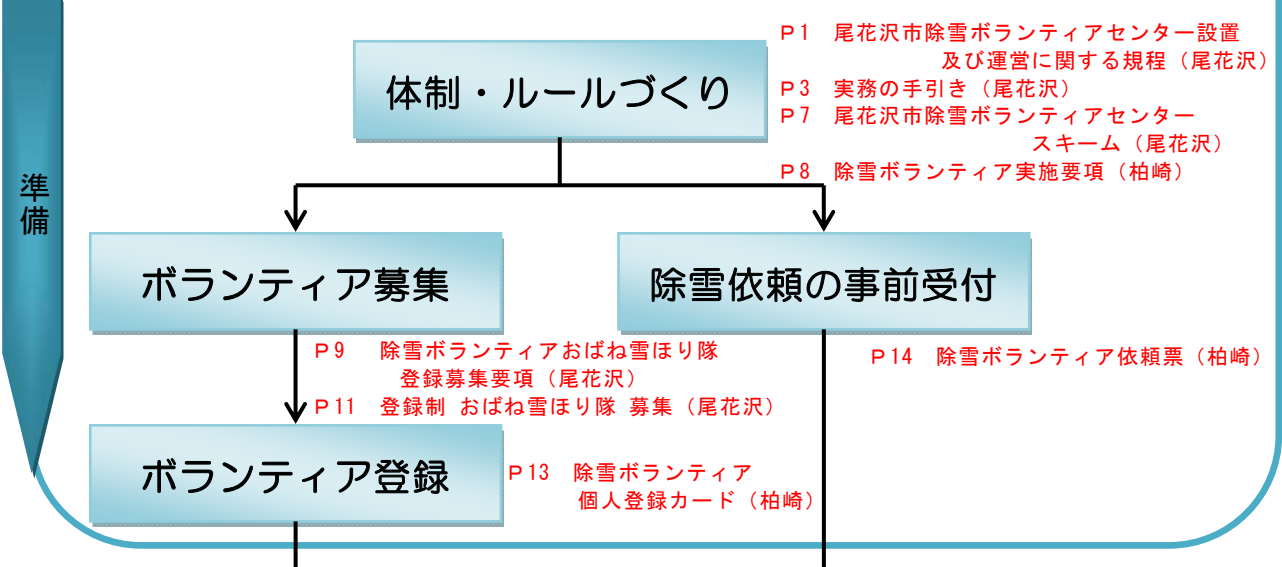 準備
体制・ルールづくり
Ｐ1　尾花沢市除雪ボランティアセンター設置
及び運営に関する規程（尾花沢）
Ｐ3　実務の手引き（尾花沢）
Ｐ7　尾花沢市除雪ボランティアセンター
スキーム（尾花沢）
Ｐ8　除雪ボランティア実施要項（柏崎）
ボランティア募集
除雪依頼の事前受付
Ｐ9　除雪ボランティアおばね雪ほり隊
登録募集要項（尾花沢）
Ｐ11　登録制 おばね雪ほり隊 募集（尾花沢）
Ｐ14　除雪ボランティア依頼票（柏崎）
ボランティア登録
Ｐ13　除雪ボランティア
個人登録カード（柏崎）